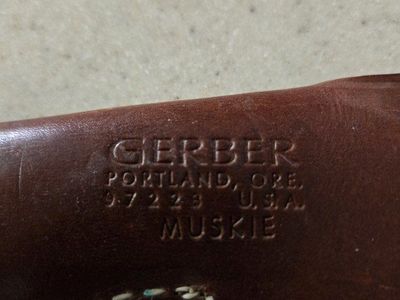 GERBER
PORTLAND, ORE.
97223 U.S.A.
MUSKIE